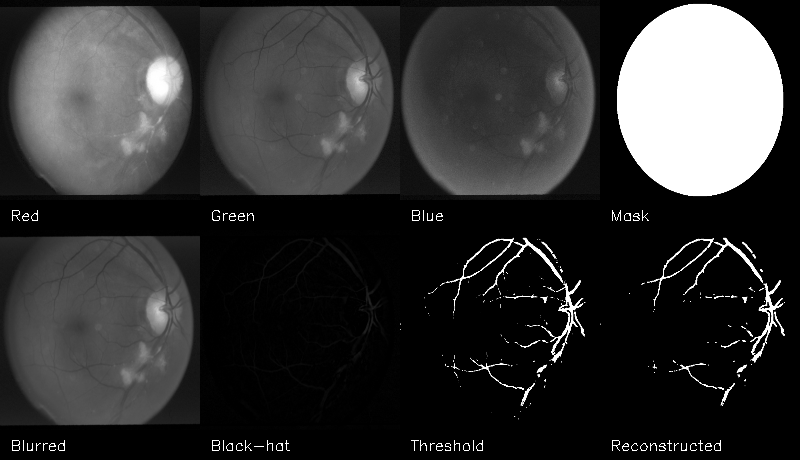 Red
Green
Blue
Mask
Blurred
Black-hat
Threshold
Reconstructed